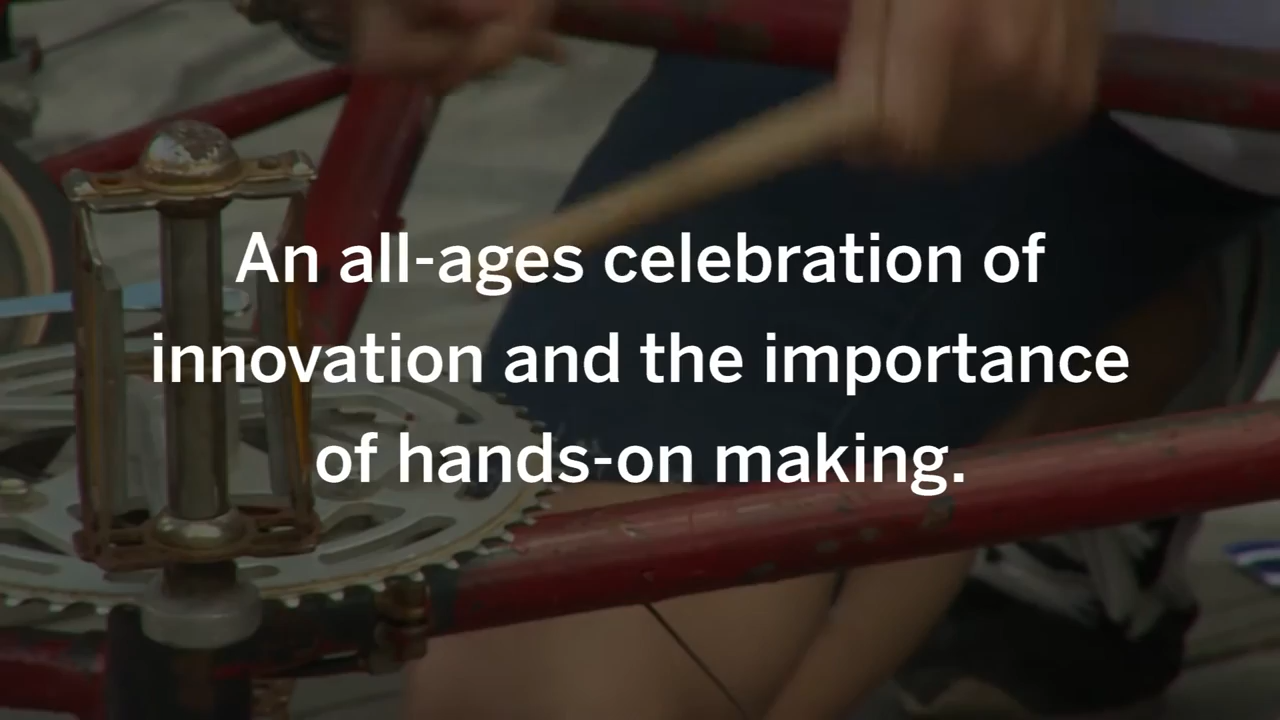 An all-ages celebration of
innovation and the importance
of hands-on making.